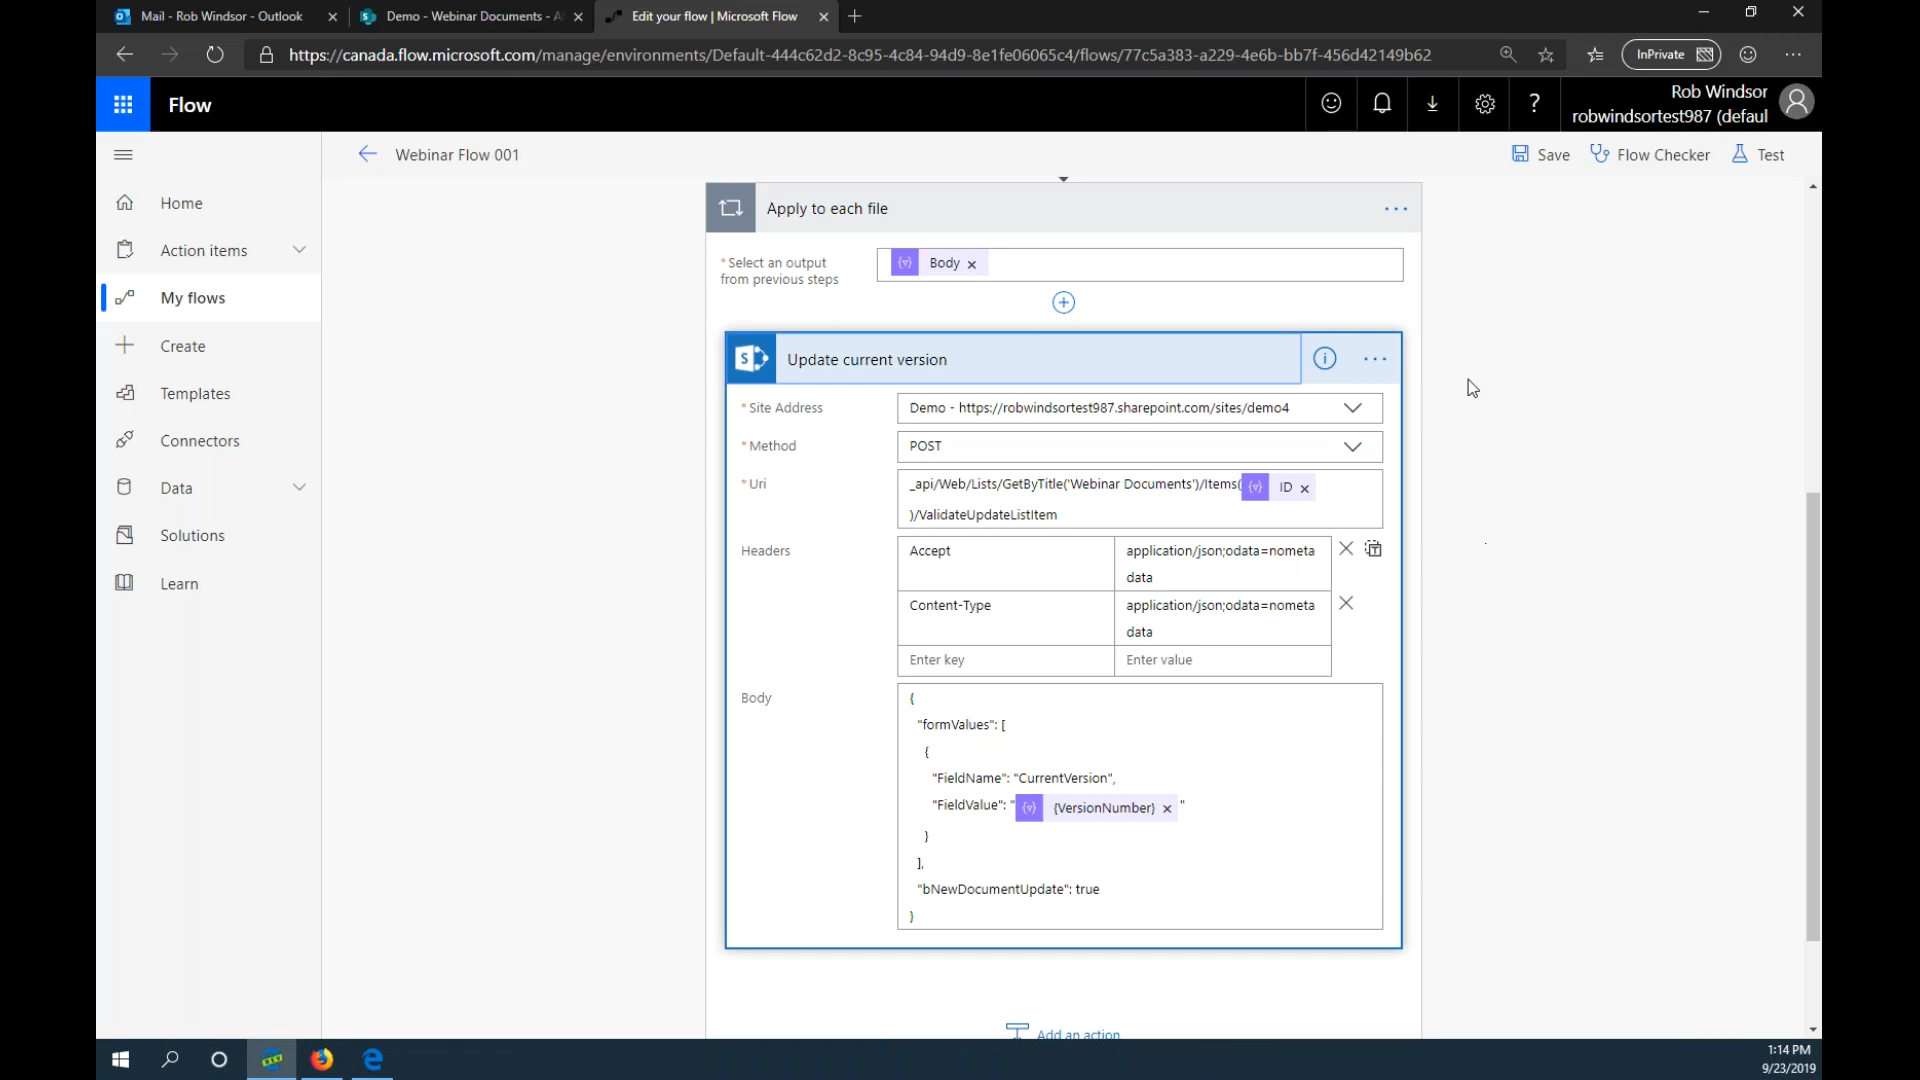 Mail - Rob Windsor - Outlook
Demo - Webinar Documents - Al
Edit your flow | Microsoft Flow
https://canada.flow.microsoft.com/manage/environments/Default-444c62d2-8c95-4c84-94d9-8e1fe06065c4/flows/77c5a383-a229-4e6b-bb7f-456d42149b62
InPrivate
Flow
?
Rob Windsor
robwindsortest987 (defaul
Webinar Flow 001
Save
Flow Checker
Test
Home
Action items
My flows
Create
Templates
Connectors
Data
Solutions
Learn
Apply to each file
* Select an output
from previous steps
Body
Update current version
* Site Address
Demo - https://robwindsortest987.sharepoint.com/sites/demo4
* Method
POST
* Uri
_api/Web/Lists/GetByTitle('Webinar Documents')/Items( ID
)/ValidateUpdateListItem
Headers
Accept
application/json;odata=nometa
data
Content-Type
application/json;odata=nometa
data
Enter key
Enter value
Body
{
"formValues": [
{
"FieldName": "CurrentVersion",
"FieldValue": " {VersionNumber} "
}
],
"bNewDocumentUpdate": true
}
Add an action
1:14 PM
9/23/2019